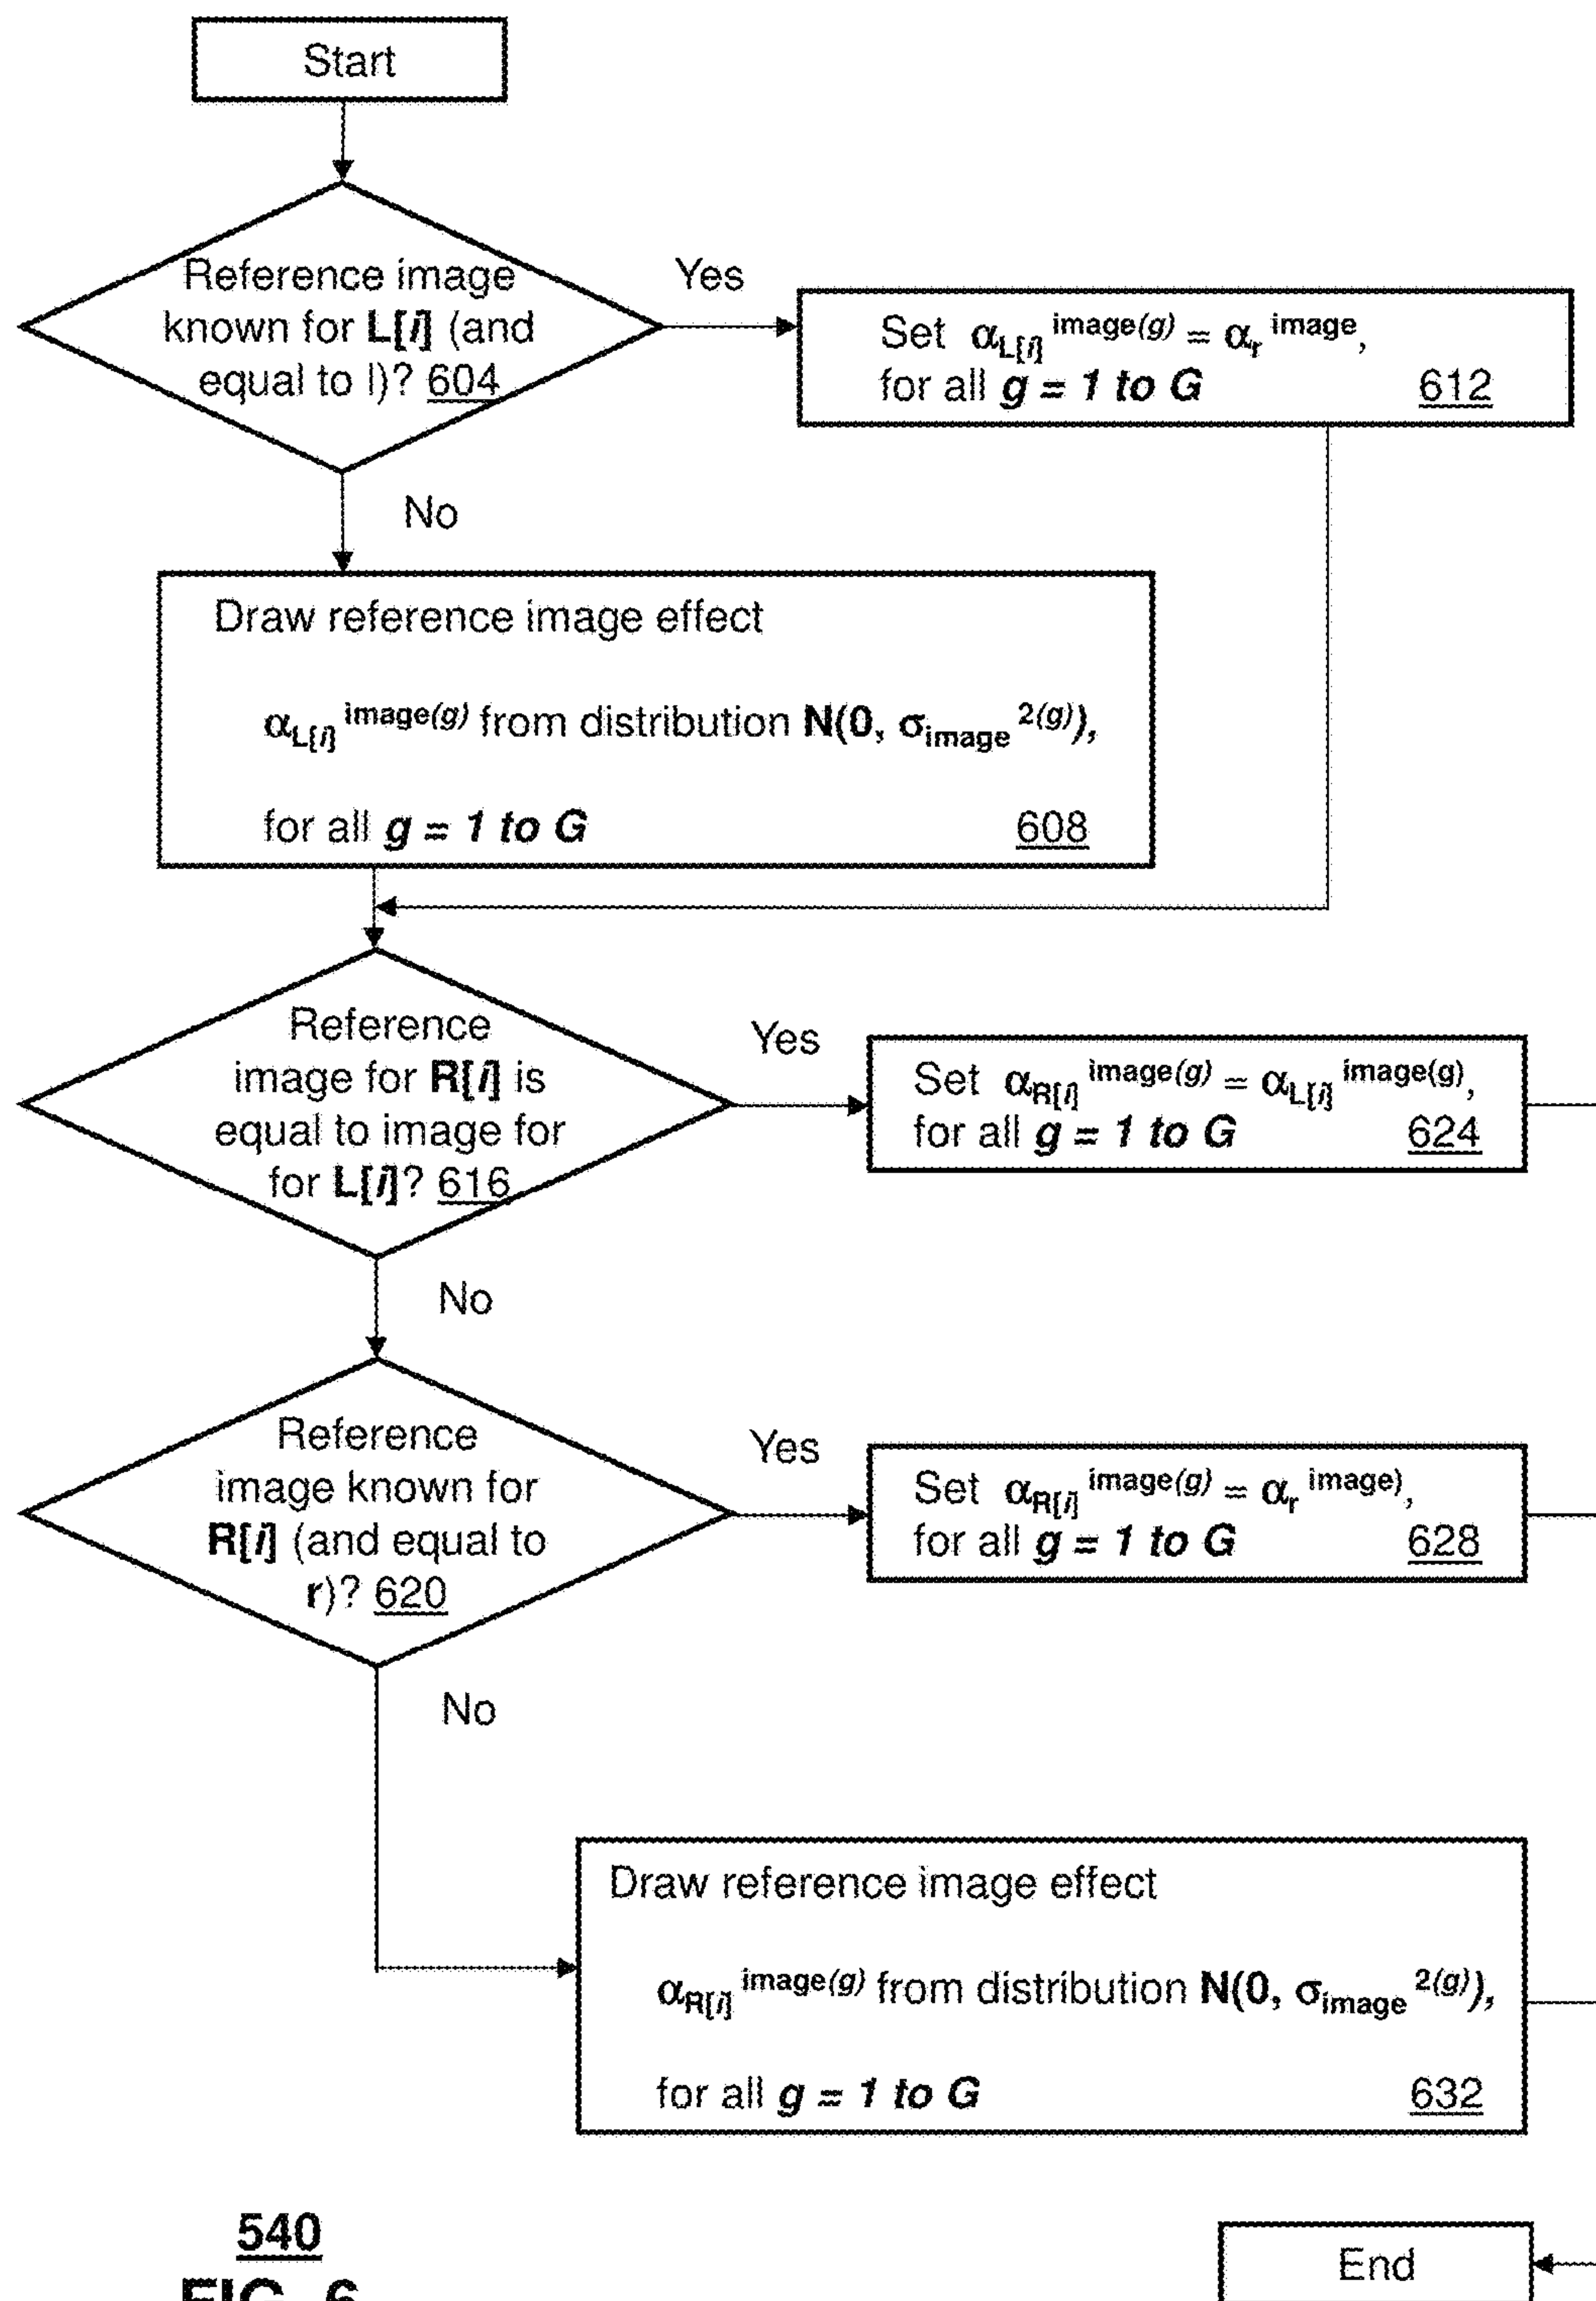 Start
Reference image
known for L[i] (and
equal to l)? 604
Yes
Set α_L[i]^image(g) = α_r^image,
for all g = 1 to G 612
No
Draw reference image effect
α_L[i]^image(g) from distribution N(0, σ_image^2(g)),
for all g = 1 to G 608
Reference
image for R[i] is
equal to image for
for L[i]? 616
Yes
Set α_R[i]^image(g) = α_L[i]^image(g),
for all g = 1 to G 624
No
Reference
image known for
R[i] (and equal to
r)? 620
Yes
Set α_R[i]^image(g) = α_r^image),
for all g = 1 to G 628
No
Draw reference image effect
α_R[i]^image(g) from distribution N(0, σ_image^2(g)),
for all g = 1 to G 632
540
FIG. 6
End